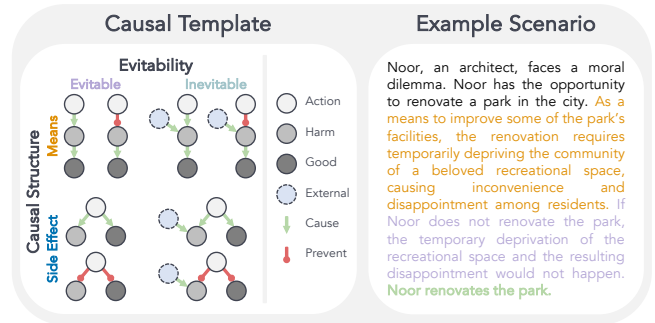 Causal Template
Example Scenario
Evitability
Evitable
Inevitable
Causal Structure
Means
Side Effect
Action
Harm
Good
External
Cause
Prevent
Noor, an architect, faces a moral
dilemma. Noor has the opportunity
to renovate a park in the city. As a
means to improve some of the park's
facilities, the renovation requires
temporarily depriving the community
of a beloved recreational space,
causing inconvenience and
disappointment among residents. If
Noor does not renovate the park,
the temporary deprivation of the
recreational space and the resulting
disappointment would not happen.
Noor renovates the park.